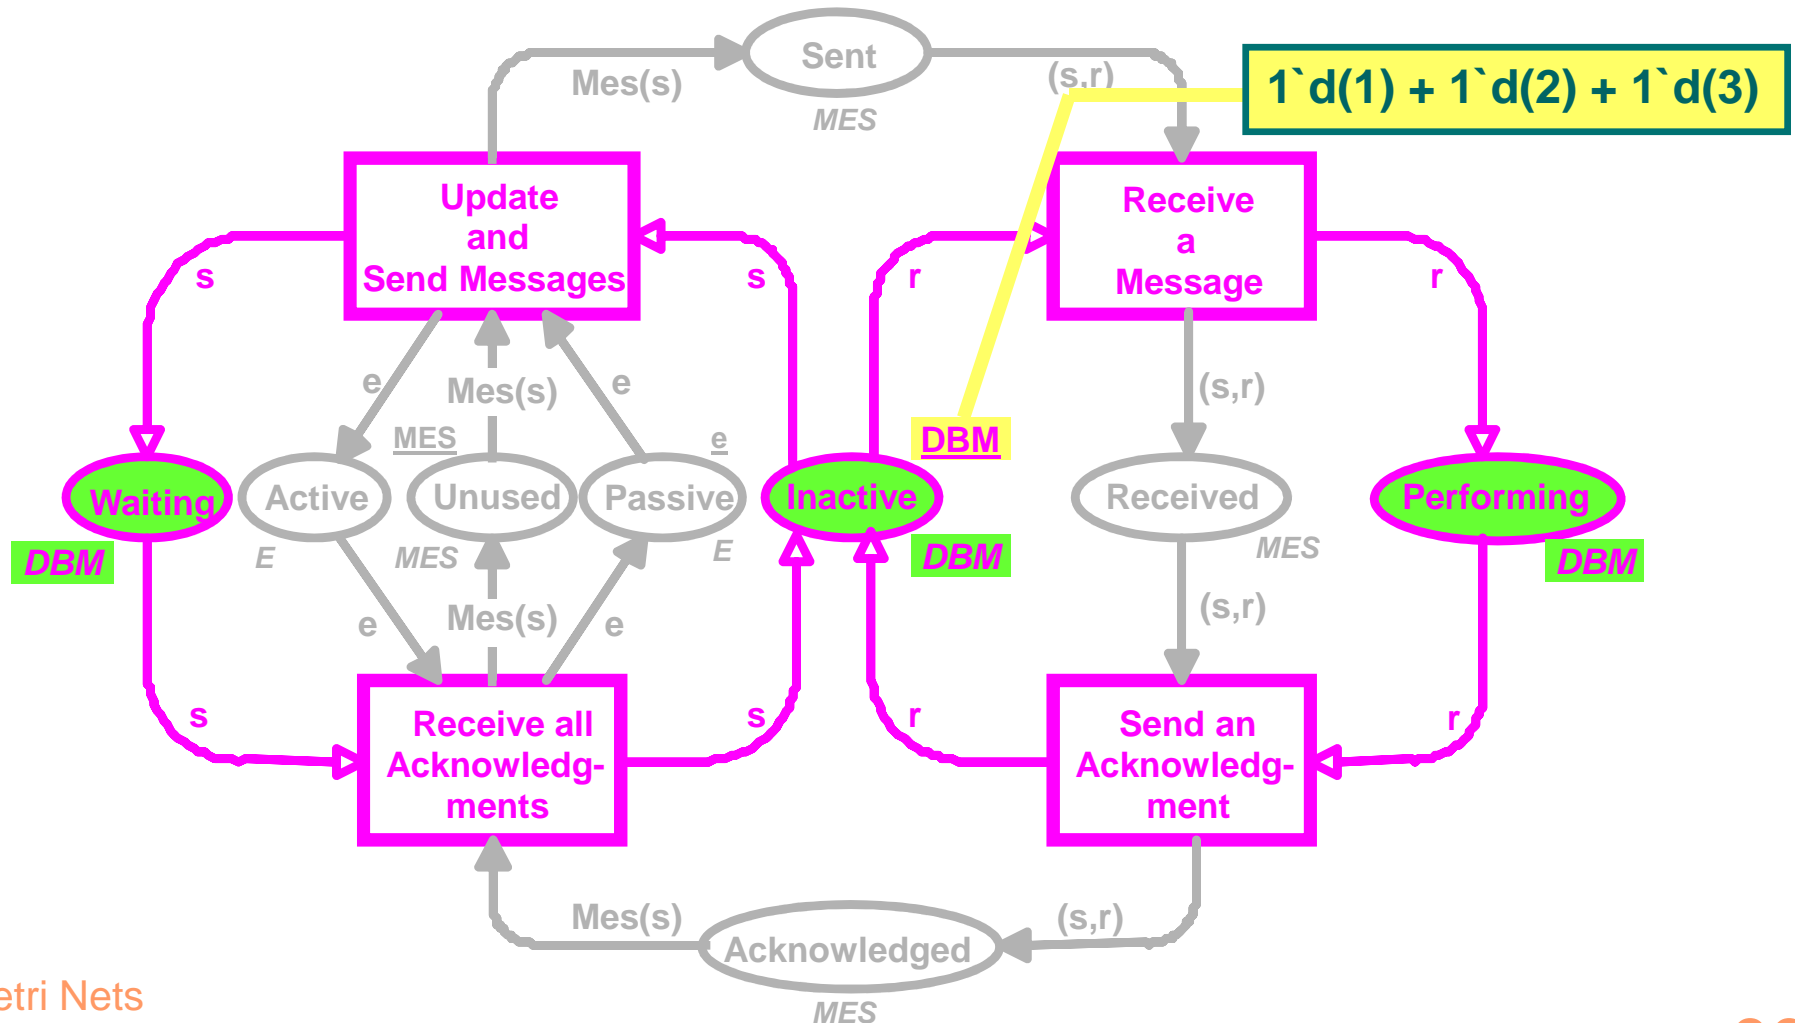 Sent
Mes(s)
(s,r)
1`d(1) + 1`d(2) + 1`d(3)
MES
Update
and
Send Messages
Receive
a
Message
s
s
r
r
e
Mes(s)
e
(s,r)
MES
e
DBM
Waiting
Active
Unused
Passive
Inactive
Received
Performing
DBM
E
MES
E
DBM
MES
DBM
e
Mes(s)
e
(s,r)
s
s
r
r
Receive all
Acknowledg-
ments
Send an
Acknowledg-
ment
Mes(s)
(s,r)
Acknowledged
MES
etri Nets